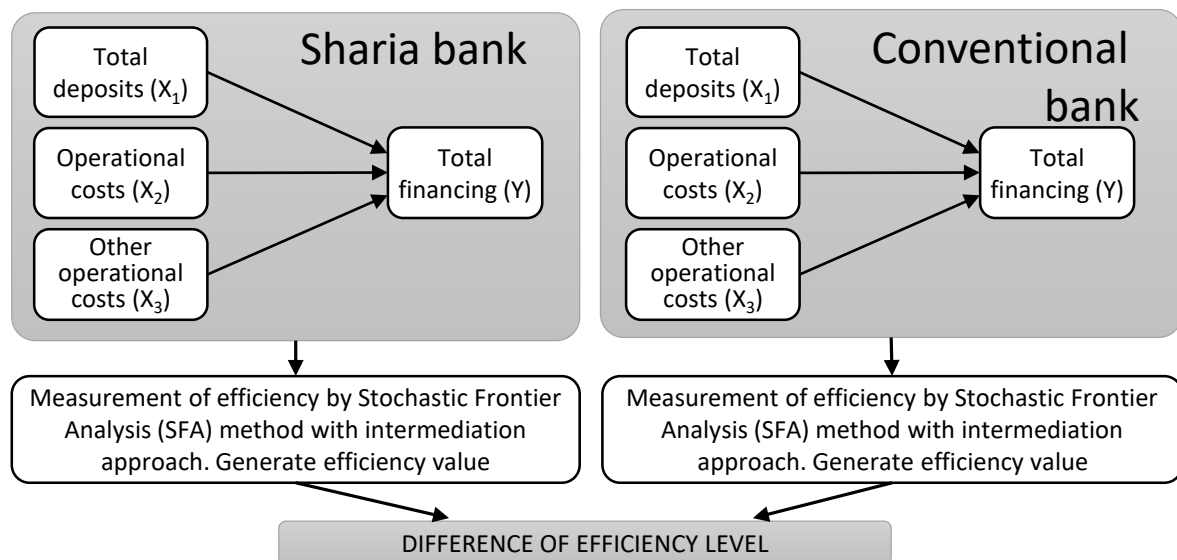 Sharia bank
Total
deposits (X₁)
Operational
costs (X₂)
Other
operational
costs (X₃)
Total
financing (Y)
Conventional
bank
Total
deposits (X₁)
Operational
costs (X₂)
Other
operational
costs (X₃)
Total
financing (Y)
Measurement of efficiency by Stochastic Frontier
Analysis (SFA) method with intermediation
approach. Generate efficiency value
Measurement of efficiency by Stochastic Frontier
Analysis (SFA) method with intermediation
approach. Generate efficiency value
DIFFERENCE OF EFFICIENCY LEVEL